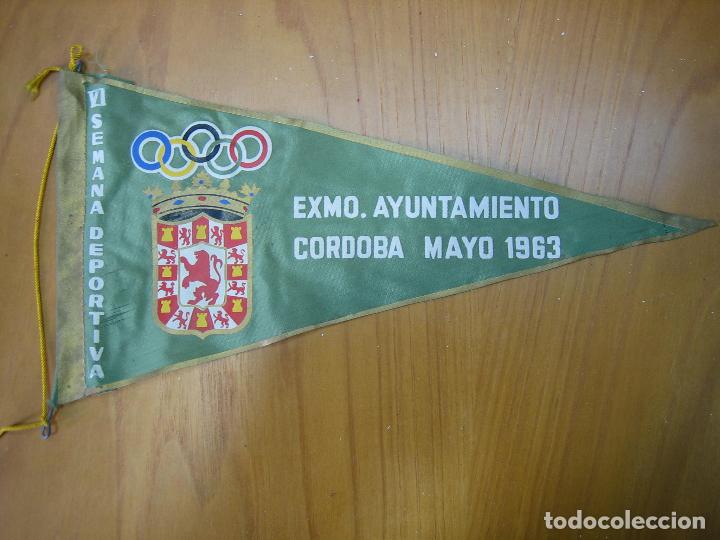 VI SEMANA DEPORTIVA
EXMO. AYUNTAMIENTO
CORDOBA MAYO 1963
todocoleccion